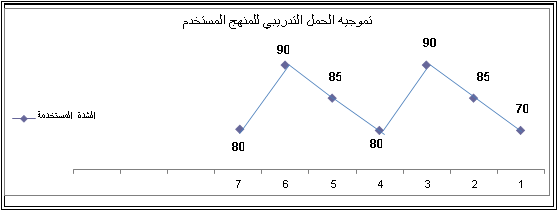 تموجيه الحمل التدريبي للمنهج المستخدم
90
90
85
85
70
80
80
الشدة المستخدمة
7 6 5 4 3 2 1